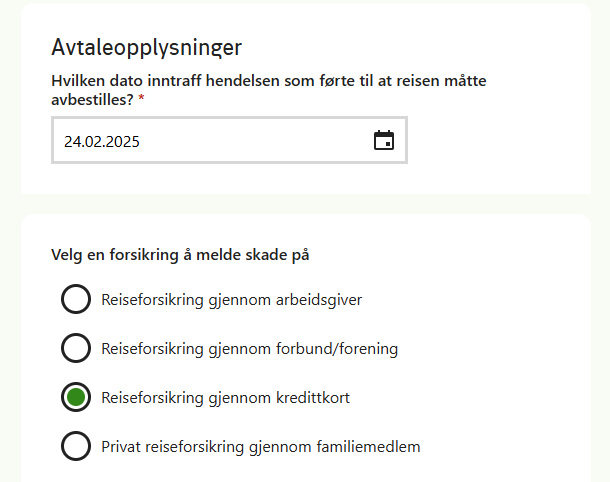 Avtaleopplysninger
Hvilken dato inntraff hendelsen som førte til at reisen måtte
avbestilles? *
24.02.2025
Velg en forsikring å melde skade på
Reiseforsikring gjennom arbeidsgiver
Reiseforsikring gjennom forbund/forening
Reiseforsikring gjennom kredittkort
Privat reiseforsikring gjennom familiemedlem